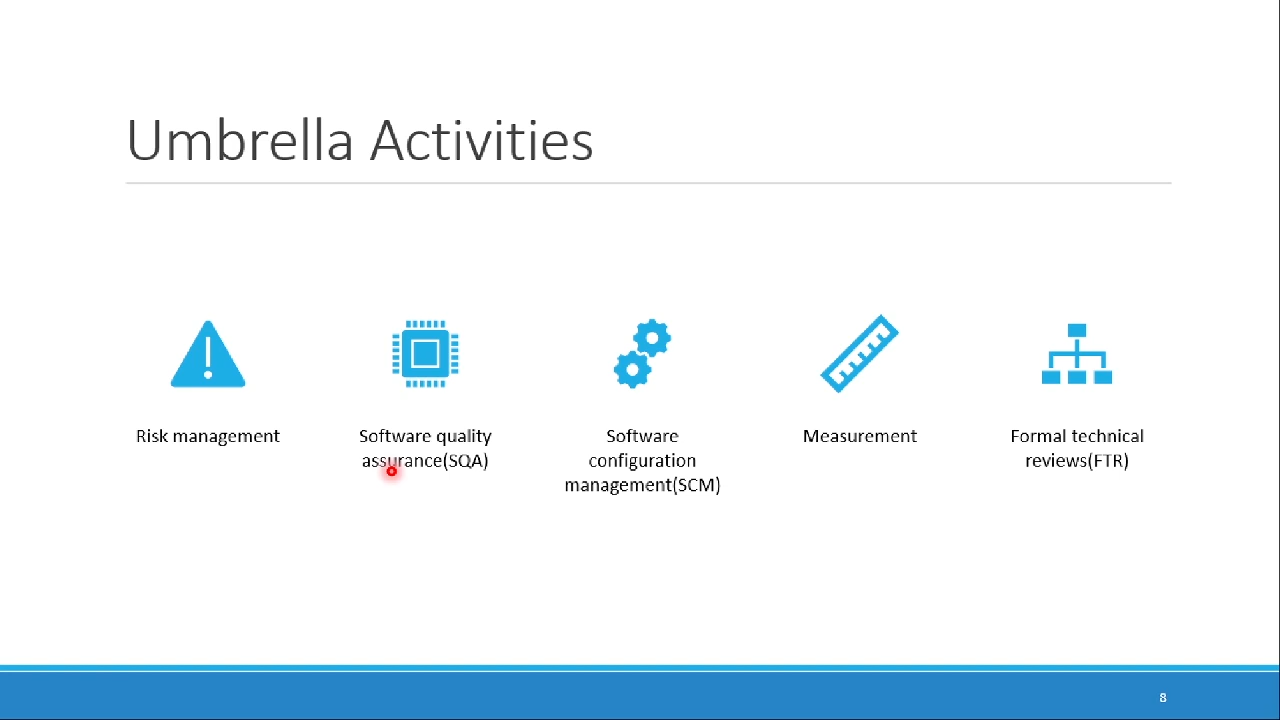 Umbrella Activities
Risk management
Software quality
assurance(SQA)
Software
configuration
management(SCM)
Measurement
Formal technical
reviews(FTR)
8